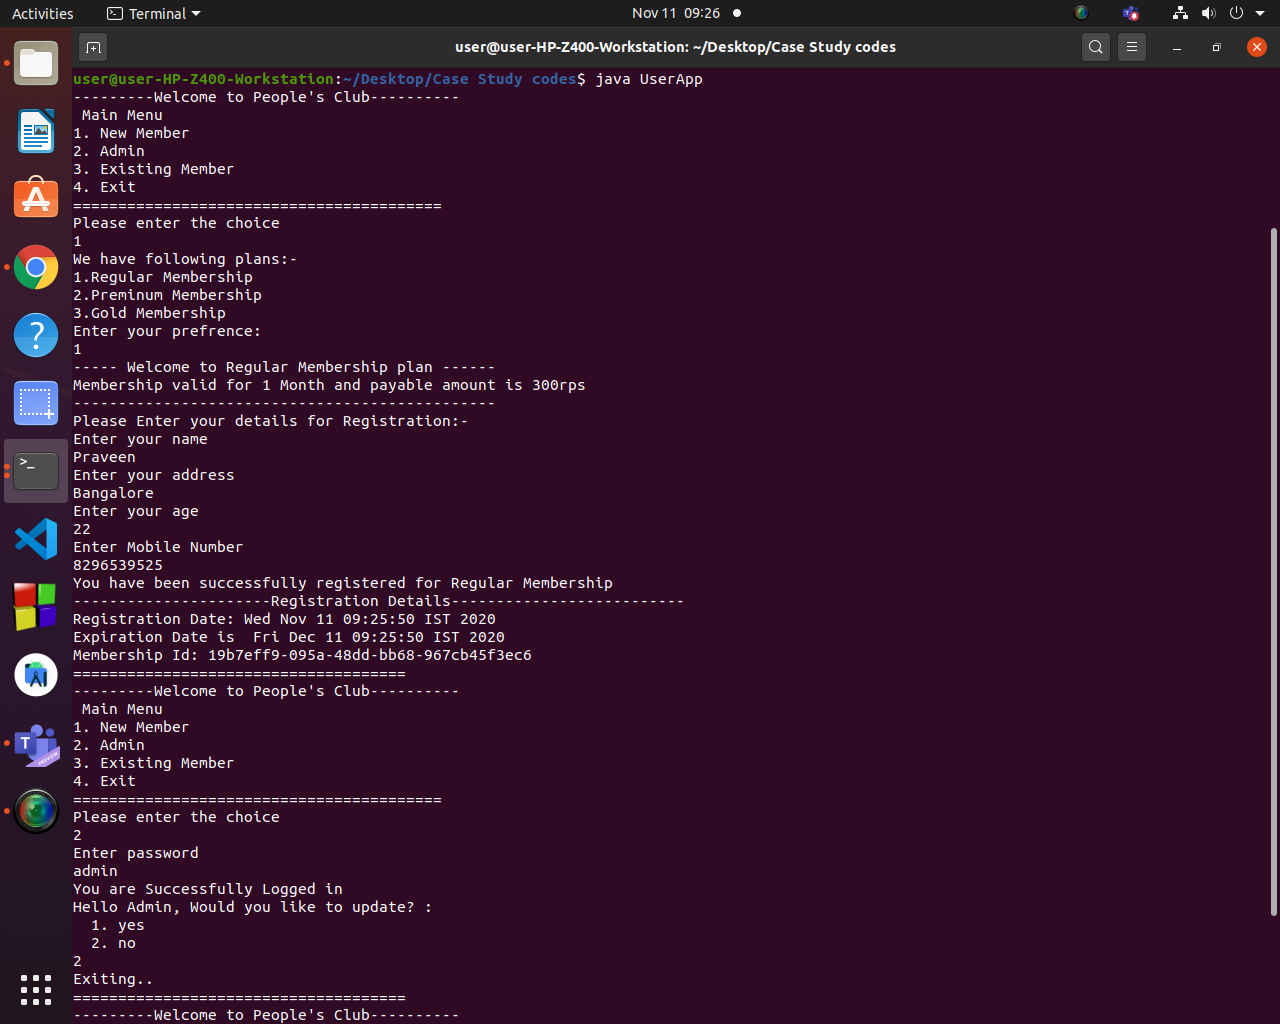 Activities Terminal Nov 11 09:26
user@user-HP-Z400-Workstation: ~/Desktop/Case Study codes
user@user-HP-Z400-Workstation:~/Desktop/Case Study codes$ java UserApp
---------Welcome to People's Club----------
Main Menu
1. New Member
2. Admin
3. Existing Member
4. Exit
=========================================
Please enter the choice
1
We have following plans:-
1.Regular Membership
2.Preminum Membership
3.Gold Membership
Enter your prefrence:
1
----- Welcome to Regular Membership plan ------
Membership valid for 1 Month and payable amount is 300rps
-----------------------------------------------
Please Enter your details for Registration:-
Enter your name
Praveen
Enter your address
Bangalore
Enter your age
22
Enter Mobile Number
8296539525
You have been successfully registered for Regular Membership
----------------------Registration Details--------------------------
Registration Date: Wed Nov 11 09:25:50 IST 2020
Expiration Date is  Fri Dec 11 09:25:50 IST 2020
Membership Id: 19b7eff9-095a-48dd-bb68-967cb45f3ec6
=====================================
---------Welcome to People's Club----------
Main Menu
1. New Member
2. Admin
3. Existing Member
4. Exit
=========================================
Please enter the choice
2
Enter password
admin
You are Successfully Logged in
Hello Admin, Would you like to update? :
1. yes
2. no
2
Exiting..
=====================================
---------Welcome to People's Club----------